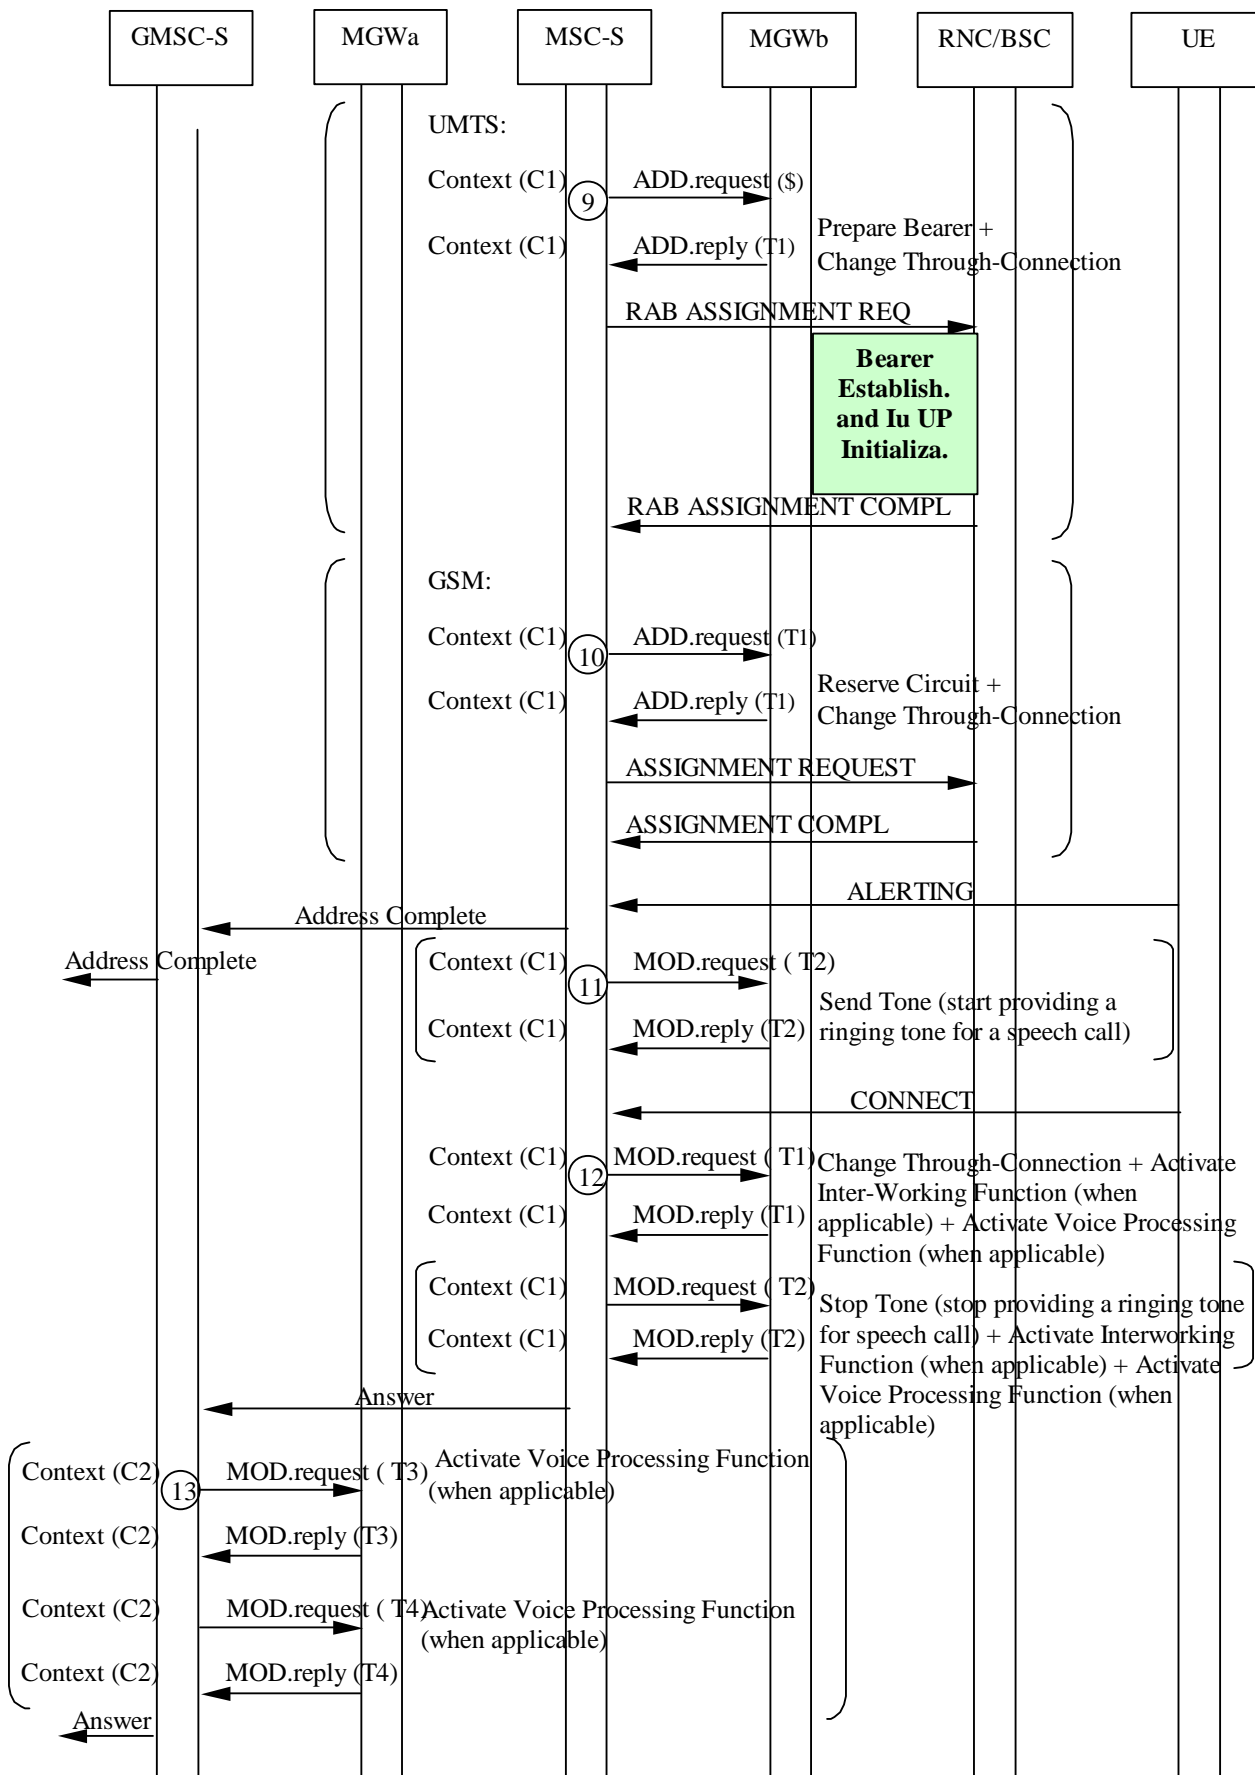 GMSC-S
MGWa
MSC-S
MGWb
RNC/BSC
UE
UMTS:
Context (C1)
9
ADD.request ($)
Context (C1)
ADD.reply (T1)
Prepare Bearer +
Change Through-Connection
RAB ASSIGNMENT REQ
Bearer
Establish.
and Iu UP
Initializa.
RAB ASSIGNMENT COMPL
GSM:
Context (C1)
10
ADD.request (T1)
Context (C1)
ADD.reply (T1)
Reserve Circuit +
Change Through-Connection
ASSIGNMENT REQUEST
ASSIGNMENT COMPL
ALERTING
Address Complete
Address Complete
Context (C1)
11
MOD.request ( T2)
Context (C1)
MOD.reply (T2)
Send Tone (start providing a
ringing tone for a speech call)
CONNECT
Context (C1)
12
MOD.request ( T1)
Context (C1)
MOD.reply (T1)
Change Through-Connection + Activate
Inter-Working Function (when
applicable) + Activate Voice Processing
Function (when applicable)
Context (C1)
MOD.request ( T2)
Context (C1)
MOD.reply (T2)
Stop Tone (stop providing a ringing tone
for speech call) + Activate Interworking
Function (when applicable) + Activate
Voice Processing Function (when
applicable)
Answer
Context (C2)
13
MOD.request ( T3)
Activate Voice Processing Function
(when applicable)
Context (C2)
MOD.reply (T3)
Context (C2)
MOD.request ( T4)
Activate Voice Processing Function
(when applicable)
Context (C2)
MOD.reply (T4)
Answer